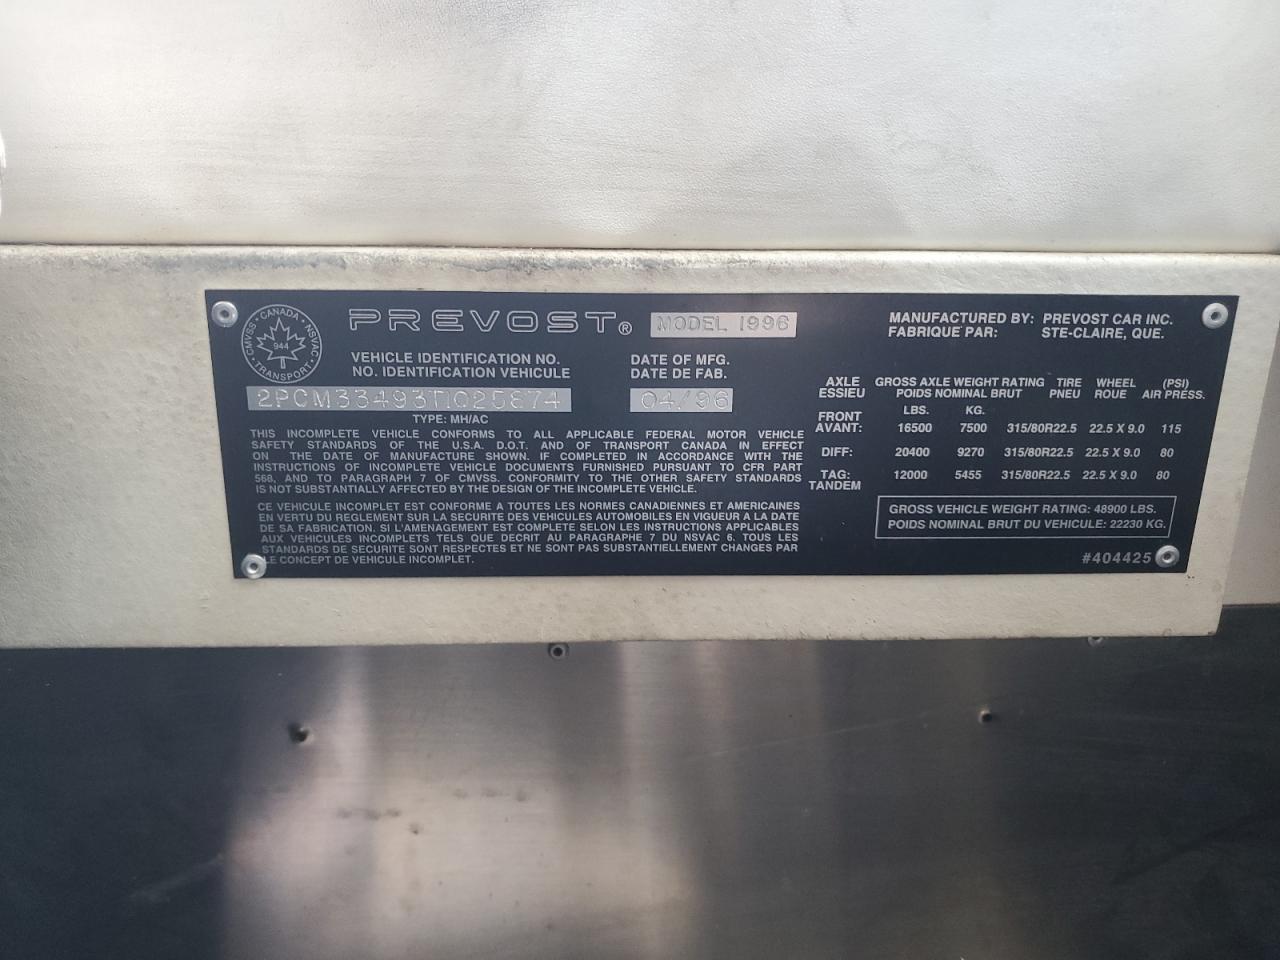 CMVSS • CANADA • NSVAC
944
TRANSPORT
PREVOST® MODEL 1996
VEHICLE IDENTIFICATION NO.
NO. IDENTIFICATION VEHICULE
DATE OF MFG.
DATE DE FAB.
2PCM33493T1025874
04/96
TYPE: MH/AC
THIS INCOMPLETE VEHICLE CONFORMS TO ALL APPLICABLE FEDERAL MOTOR VEHICLE
SAFETY STANDARDS OF THE U.S.A. D.O.T. AND OF TRANSPORT CANADA IN EFFECT
ON THE DATE OF MANUFACTURE SHOWN. IF COMPLETED IN ACCORDANCE WITH THE
INSTRUCTIONS OF INCOMPLETE VEHICLE DOCUMENTS FURNISHED PURSUANT TO CFR PART
568, AND TO PARAGRAPH 7 OF CMVSS. CONFORMITY TO THE OTHER SAFETY STANDARDS
IS NOT SUBSTANTIALLY AFFECTED BY THE DESIGN OF THE INCOMPLETE VEHICLE.
CE VEHICULE INCOMPLET EST CONFORME A TOUTES LES NORMES CANADIENNES ET AMERICAINES
EN VERTU DU REGLEMENT SUR LA SECURITE DES VEHICULES AUTOMOBILES EN VIGUEUR A LA DATE
DE SA FABRICATION. SI L'AMENAGEMENT EST COMPLETE SELON LES INSTRUCTIONS APPLICABLES
AUX VEHICULES INCOMPLETS TELS QUE DECRIT AU PARAGRAPHE 7 DU NSVAC 6. TOUS LES
STANDARDS DE SECURITE SONT RESPECTES ET NE SONT PAS SUBSTANTIELLEMENT CHANGES PAR
LE CONCEPT DE VEHICULE INCOMPLET.
MANUFACTURED BY: PREVOST CAR INC.
FABRIQUE PAR: STE-CLAIRE, QUE.
AXLE GROSS AXLE WEIGHT RATING TIRE WHEEL (PSI)
ESSIEU POIDS NOMINAL BRUT PNEU ROUE AIR PRESS.
LBS. KG.
FRONT
AVANT: 16500 7500 315/80R22.5 22.5 X 9.0 115
DIFF: 20400 9270 315/80R22.5 22.5 X 9.0 80
TAG: 12000 5455 315/80R22.5 22.5 X 9.0 80
TANDEM
GROSS VEHICLE WEIGHT RATING: 48900 LBS.
POIDS NOMINAL BRUT DU VEHICULE: 22230 KG.
#404425